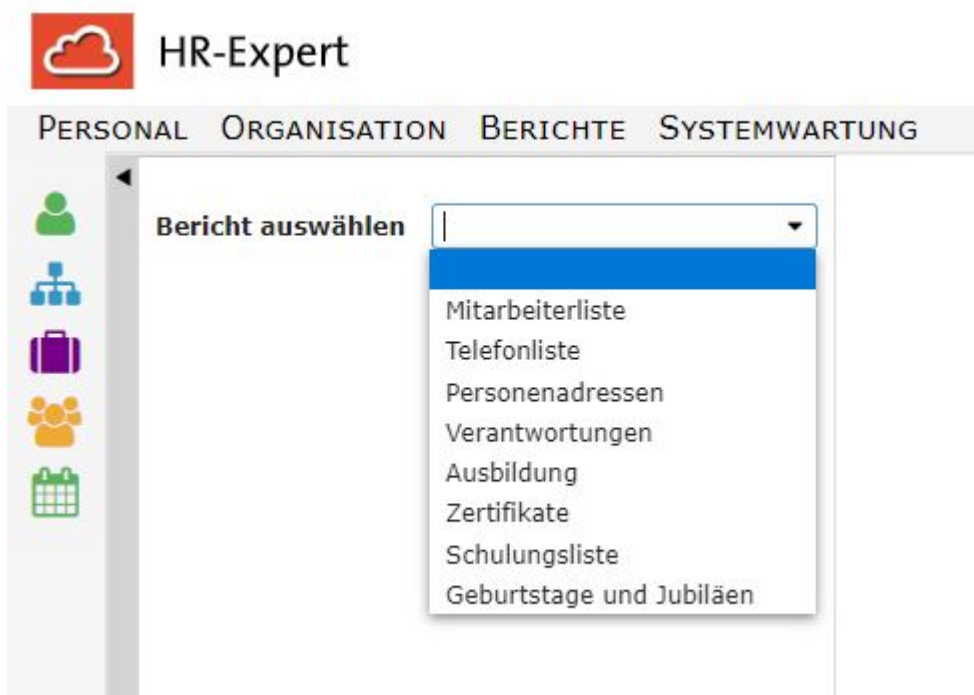 HR-Expert
PERSONAL ORGANISATION BERICHTE SYSTEMWARTUNG
Bericht auswählen
Mitarbeiterliste
Telefonliste
Personenadressen
Verantwortungen
Ausbildung
Zertifikate
Schulungsliste
Geburtstage und Jubiläen